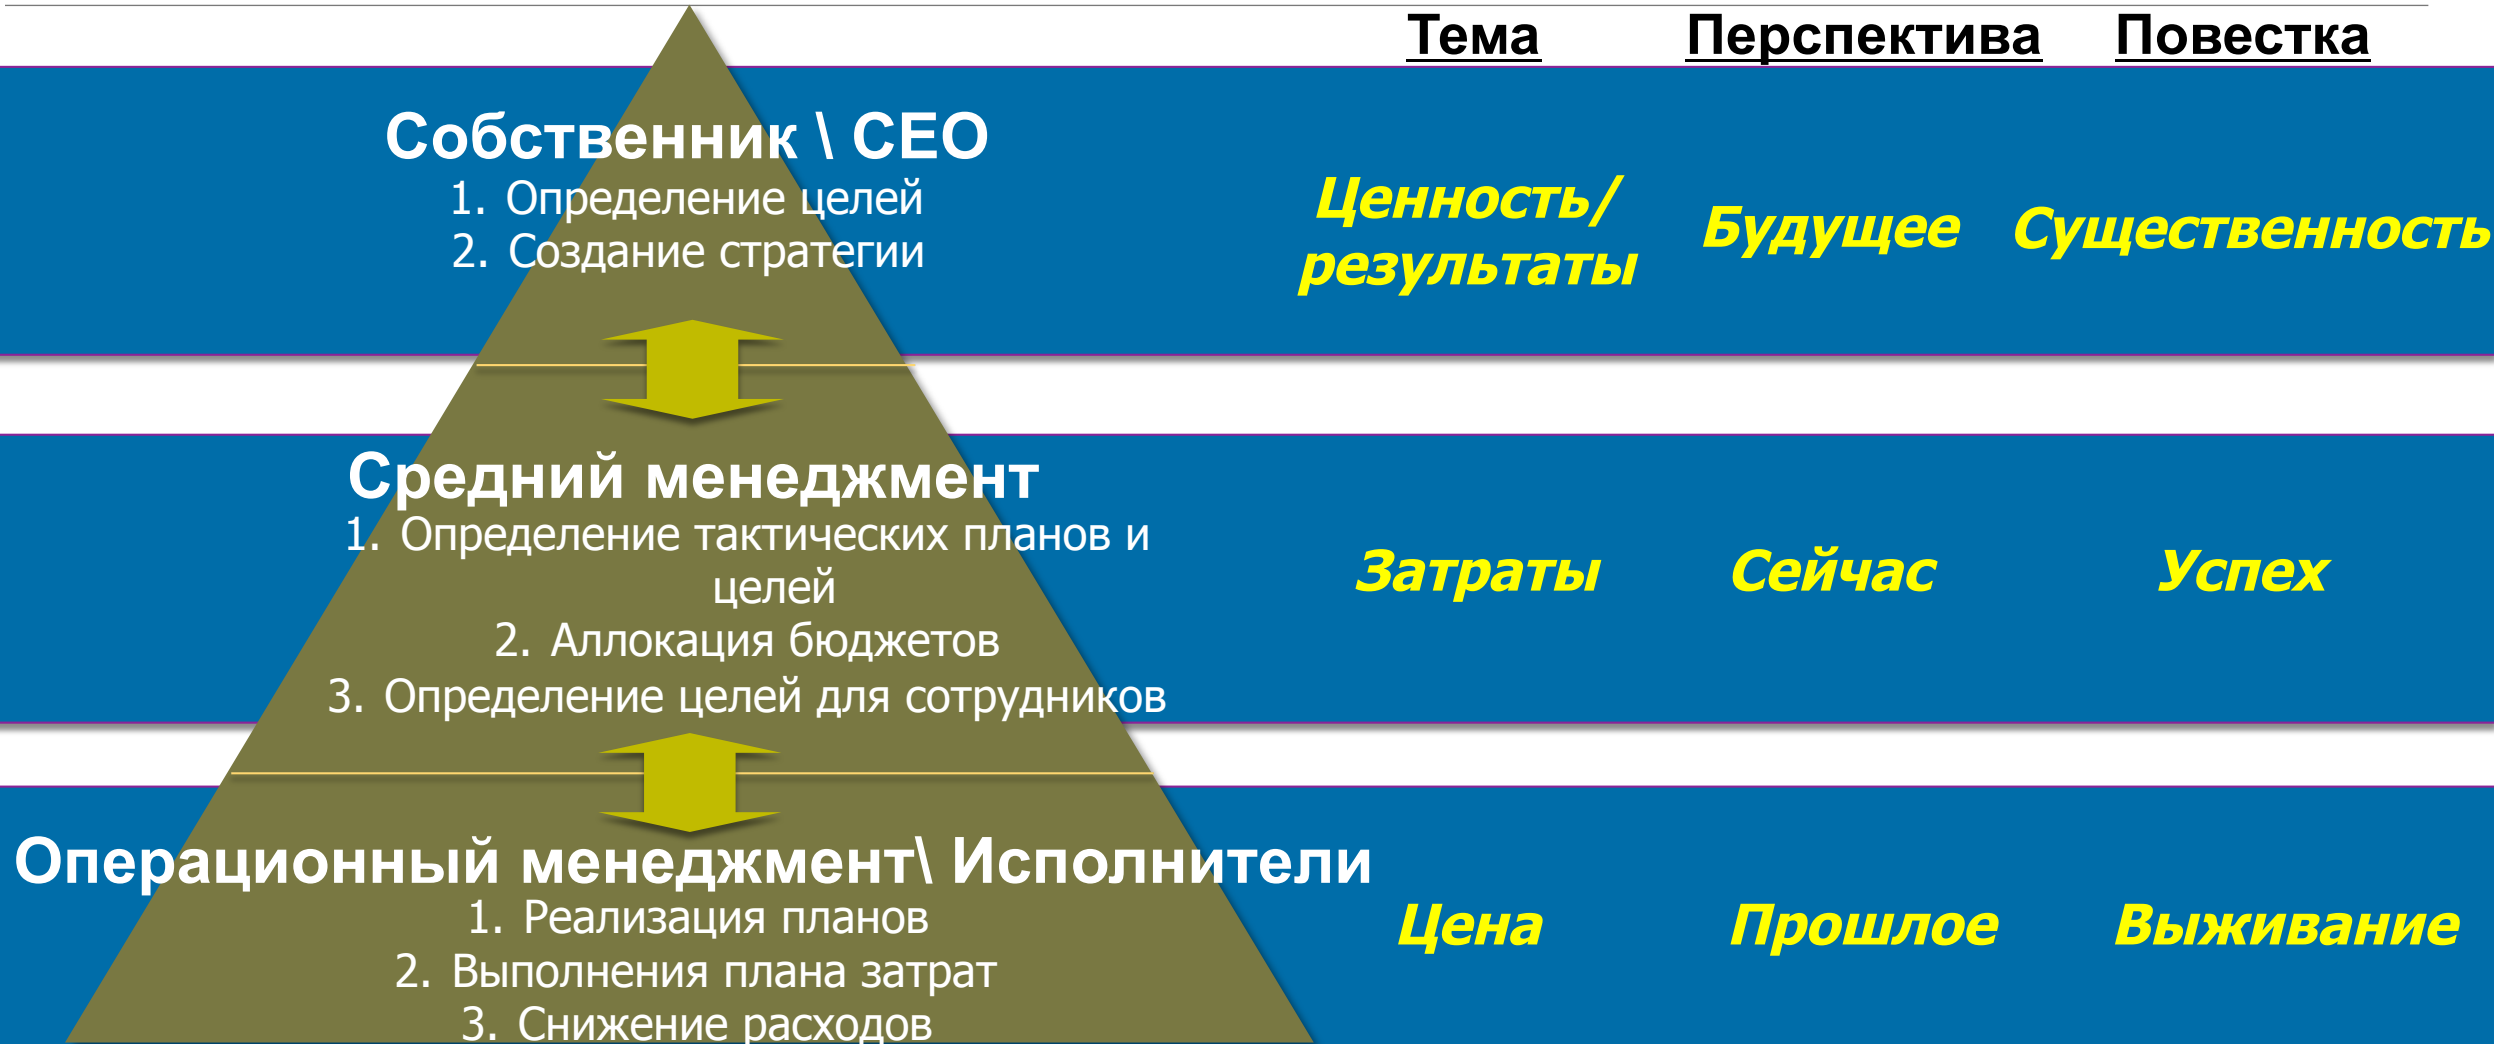 Тема Перспектива Повестка
Собственник \ CEO
1. Определение целей
2. Создание стратегии
Ценность/
результаты
Будущее
Существенность
Средний менеджмент
1. Определение тактических планов и
целей
2. Аллокация бюджетов
3. Определение целей для сотрудников
Затраты
Сейчас
Успех
Операционный менеджмент\ Исполнители
1. Реализация планов
2. Выполнения плана затрат
3. Снижение расходов
Цена
Прошлое
Выживание